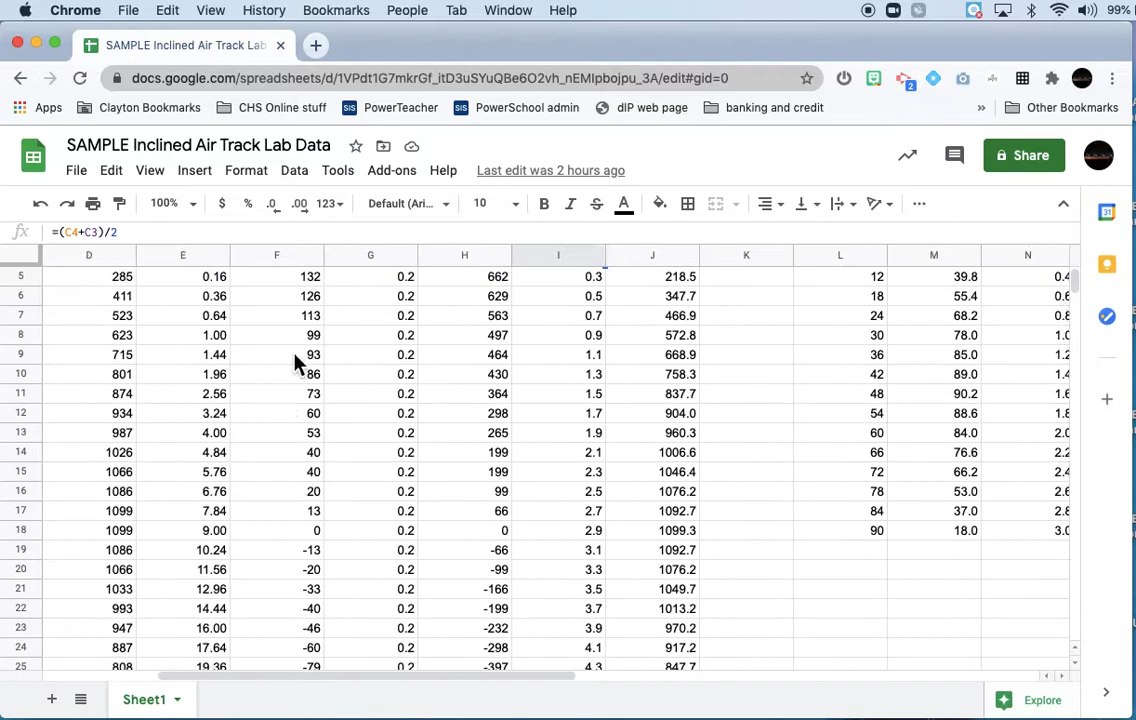 Chrome File Edit View History Bookmarks People Tab Window Help 99%
SAMPLE Inclined Air Track Lab
docs.google.com/spreadsheets/d/1VPdt1G7mkrGf_itD3uSYuQBe6O2vh_nEMIpbojpu_3A/edit#gid=0 2
Apps Clayton Bookmarks CHS Online stuff SIS PowerTeacher SIS PowerSchool admin dIP web page banking and credit » Other Bookmarks
SAMPLE Inclined Air Track Lab Data
File Edit View Insert Format Data Tools Add-ons Help Last edit was 2 hours ago
Share
100% $ % .0 .00 123 Default (Ari... 10 B I S A
31
fx =(C4+C3)/2
D E F G H I J K L M N
5 285 0.16 132 0.2 662 0.3 218.5 12 39.8 0.4
6 411 0.36 126 0.2 629 0.5 347.7 18 55.4 0.6
7 523 0.64 113 0.2 563 0.7 466.9 24 68.2 0.8
8 623 1.00 99 0.2 497 0.9 572.8 30 78.0 1.0
9 715 1.44 93 0.2 464 1.1 668.9 36 85.0 1.2
10 801 1.96 86 0.2 430 1.3 758.3 42 89.0 1.4
11 874 2.56 73 0.2 364 1.5 837.7 48 90.2 1.6
12 934 3.24 60 0.2 298 1.7 904.0 54 88.6 1.8
13 987 4.00 53 0.2 265 1.9 960.3 60 84.0 2.0
14 1026 4.84 40 0.2 199 2.1 1006.6 66 76.6 2.2
15 1066 5.76 40 0.2 199 2.3 1046.4 72 66.2 2.4
16 1086 6.76 20 0.2 99 2.5 1076.2 78 53.0 2.6
17 1099 7.84 13 0.2 66 2.7 1092.7 84 37.0 2.8
18 1099 9.00 0 0.2 0 2.9 1099.3 90 18.0 3.0
19 1086 10.24 -13 0.2 -66 3.1 1092.7
20 1066 11.56 -20 0.2 -99 3.3 1076.2
21 1033 12.96 -33 0.2 -166 3.5 1049.7
22 993 14.44 -40 0.2 -199 3.7 1013.2
23 947 16.00 -46 0.2 -232 3.9 970.2
24 887 17.64 -60 0.2 -298 4.1 917.2
25 808 19.36 -79 0.2 -397 4.3 847.7
Sheet1 Explore